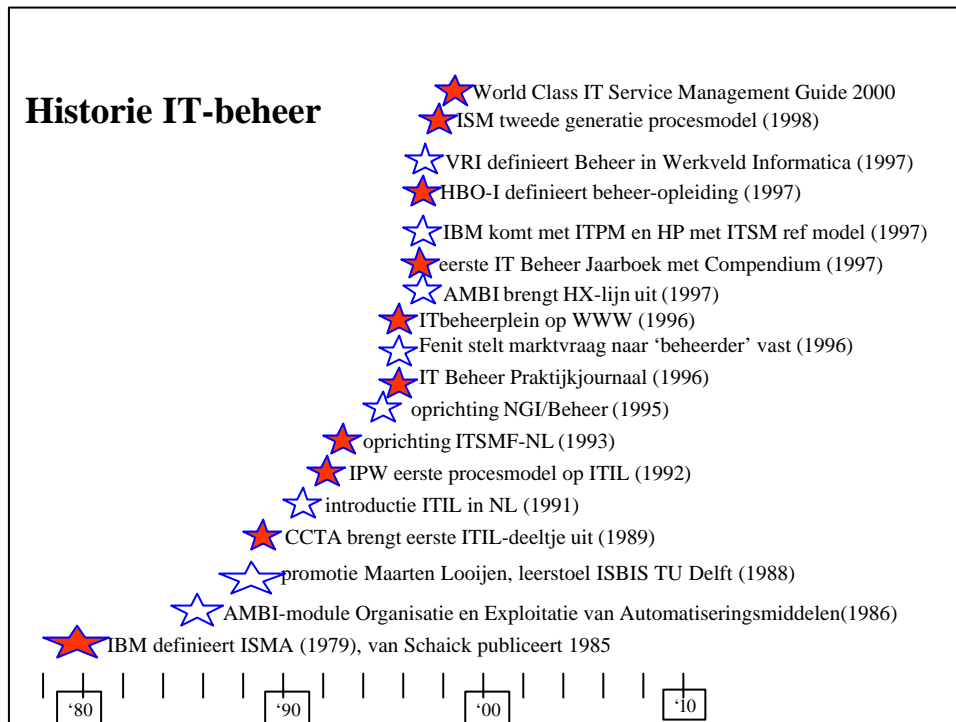 Historie IT-beheer
World Class IT Service Management Guide 2000
ISM tweede generatie procesmodel (1998)
VRI definieert Beheer in Werkveld Informatica (1997)
HBO-I definieert beheer-opleiding (1997)
IBM komt met ITPM en HP met ITSM ref model (1997)
eerste IT Beheer Jaarboek met Compendium (1997)
AMBI brengt HX-lijn uit (1997)
ITbeheerplein op WWW (1996)
Fenit stelt marktvraag naar ‘beheerder’ vast (1996)
IT Beheer Praktijkjournaal (1996)
oprichting NGI/Beheer (1995)
oprichting ITSMF-NL (1993)
IPW eerste procesmodel op ITIL (1992)
introductie ITIL in NL (1991)
CCTA brengt eerste ITIL-deeltje uit (1989)
promotie Maarten Looijen, leerstoel ISBIS TU Delft (1988)
AMBI-module Organisatie en Exploitatie van Automatiseringsmiddelen(1986)
IBM definieert ISMA (1979), van Schaick publiceert 1985
‘80 ‘90 ‘00 ‘10